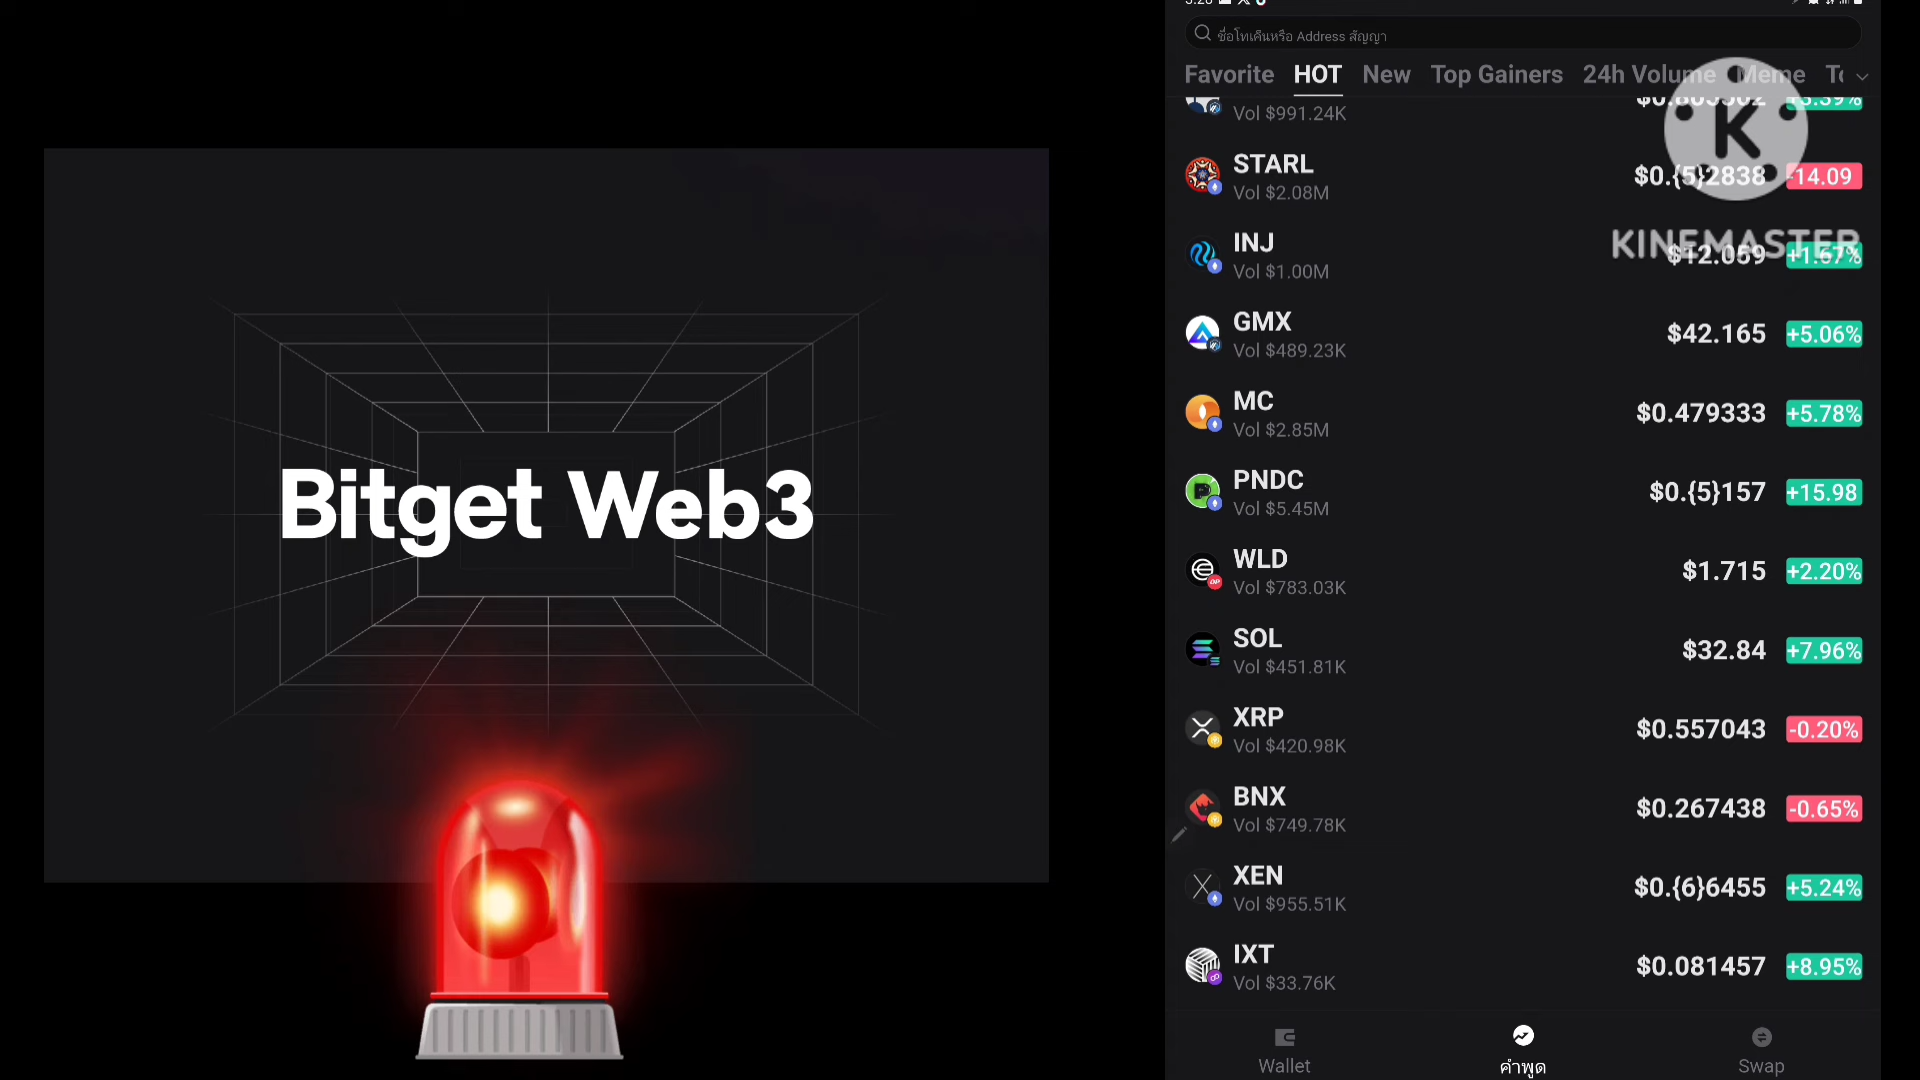 Bitget Web3
ชื่อโทเค็นหรือ Address สัญญา
Favorite HOT New Top Gainers 24h Volume Meme
Vol $991.24K
STARL $0.{5}2838 -14.09
Vol $2.08M
KINEMASTER
INJ $12.059 +1.67%
Vol $1.00M
GMX $42.165 +5.06%
Vol $489.23K
MC $0.479333 +5.78%
Vol $2.85M
PNDC $0.{5}157 +15.98
Vol $5.45M
WLD $1.715 +2.20%
Vol $783.03K
SOL $32.84 +7.96%
Vol $451.81K
XRP $0.557043 -0.20%
Vol $420.98K
BNX $0.267438 -0.65%
Vol $749.78K
XEN $0.{6}6455 +5.24%
Vol $955.51K
IXT $0.081457 +8.95%
Vol $33.76K
Wallet คำพูด Swap